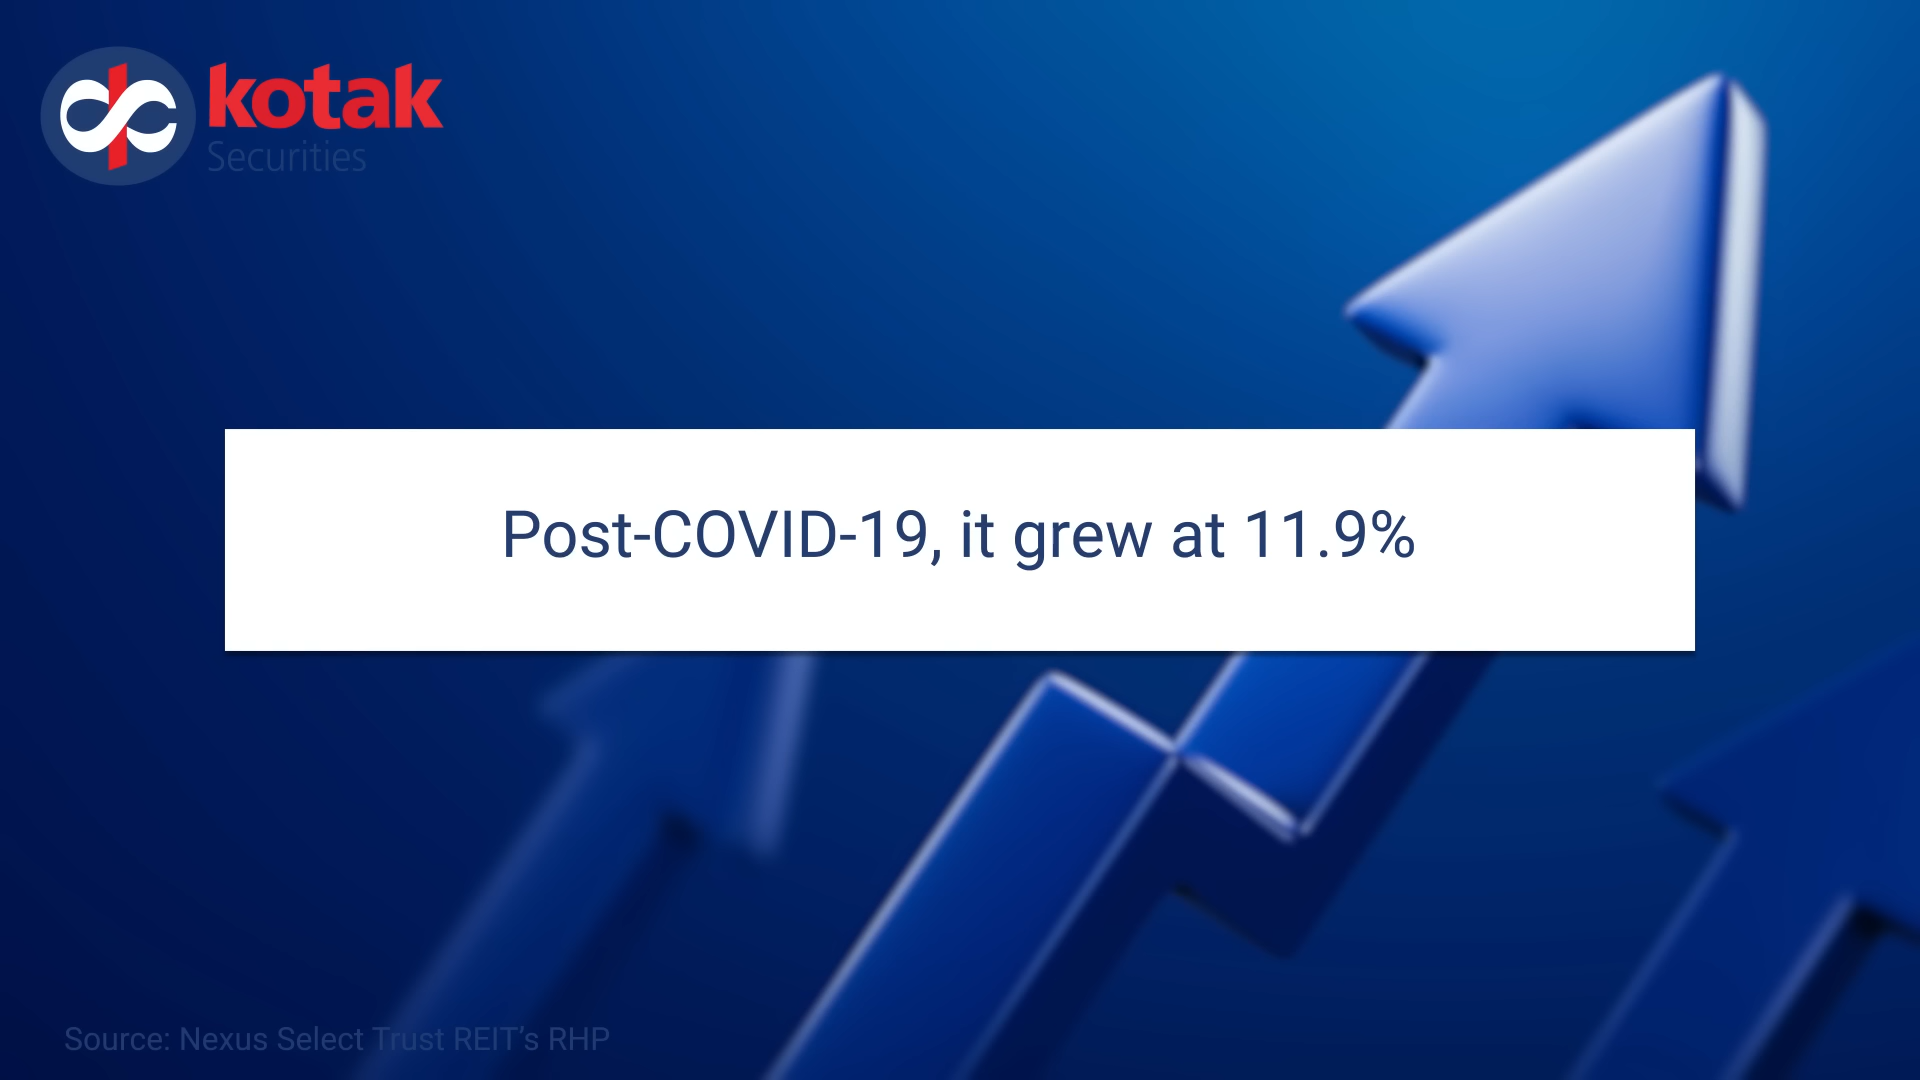 kotak
Securities
Post-COVID-19, it grew at 11.9%
Source: Nexus Select Trust REIT’s RHP